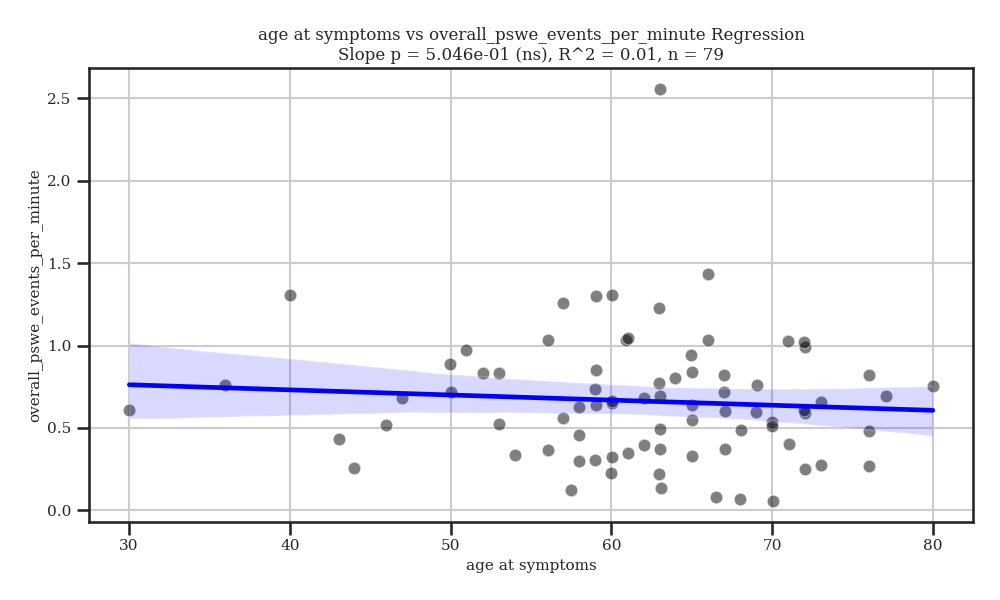 age at symptoms vs overall_pswe_events_per_minute Regression
Slope p = 5.046e-01 (ns), R^2 = 0.01, n = 79
overall_pswe_events_per_minute
2.5
2.0
1.5
1.0
0.5
0.0
30 40 50 60 70 80
age at symptoms